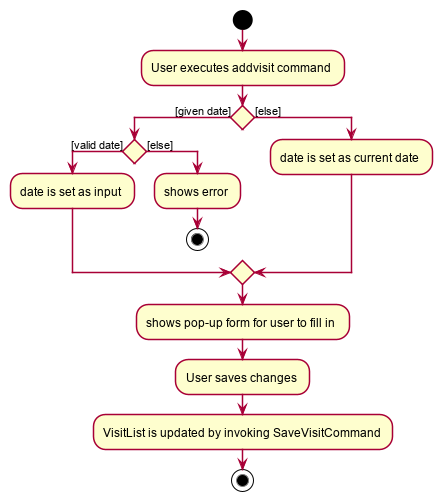 User executes addvisit command
[given date]
[else]
[valid date]
[else]
date is set as current date
date is set as input
shows error
shows pop-up form for user to fill in
User saves changes
VisitList is updated by invoking SaveVisitCommand